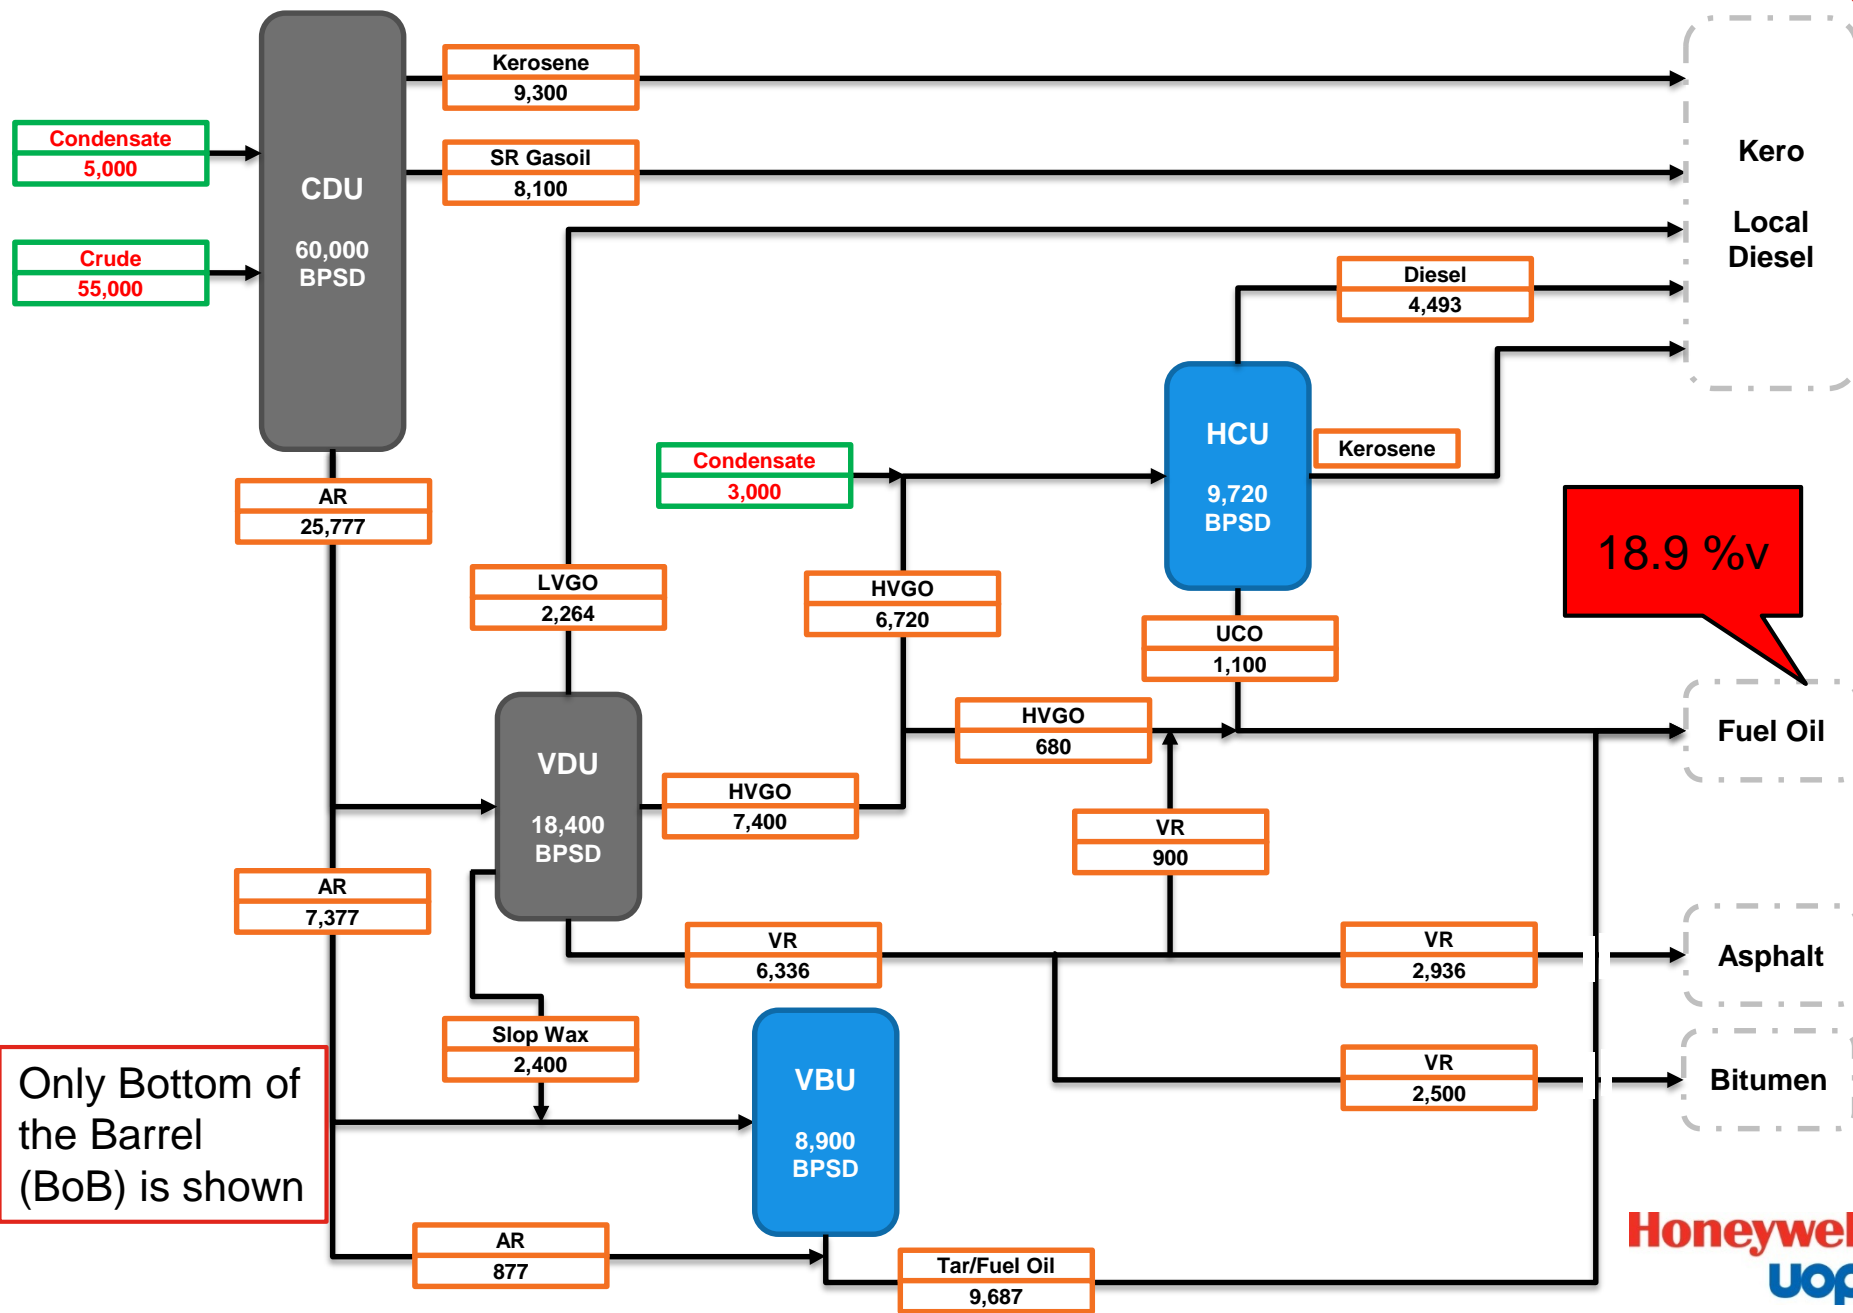 Kerosene
9,300
Condensate
5,000
SR Gasoil
8,100
CDU
60,000
BPSD
Crude
55,000
Kero
Local
Diesel
Diesel
4,493
HCU
9,720
BPSD
Kerosene
Condensate
3,000
AR
25,777
18.9 %v
LVGO
2,264
HVGO
6,720
UCO
1,100
HVGO
680
Fuel Oil
VDU
18,400
BPSD
HVGO
7,400
VR
900
AR
7,377
VR
6,336
VR
2,936
Asphalt
Slop Wax
2,400
VBU
8,900
BPSD
VR
2,500
Bitumen
Only Bottom of
the Barrel
(BoB) is shown
AR
877
Tar/Fuel Oil
9,687
Honeywell
uop